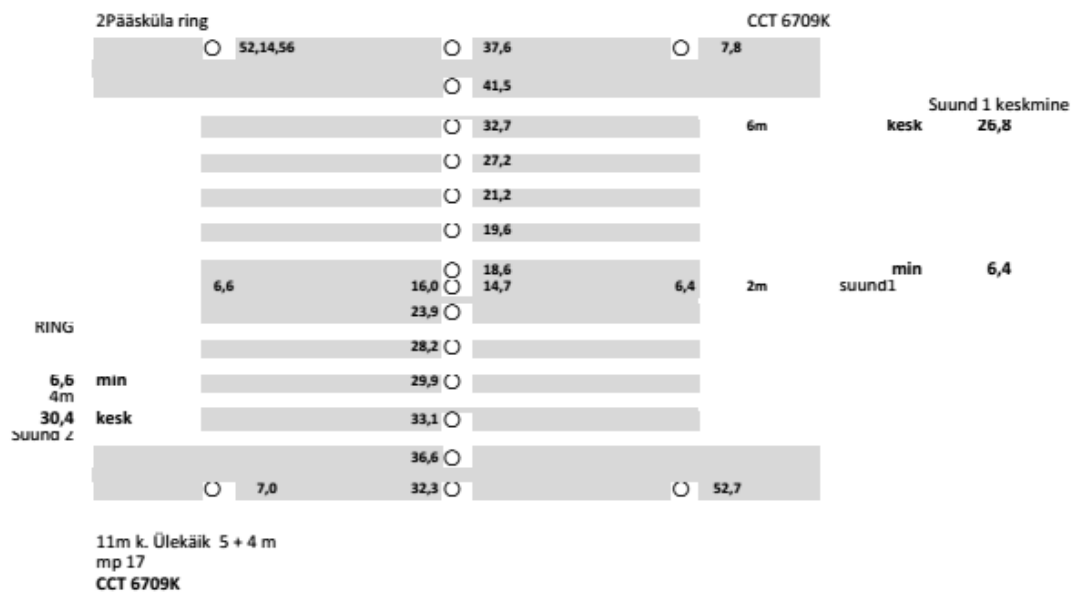 2Pääsküla ring CCT 6709K
52,14,56 37,6 7,8
41,5
Suund 1 keskmine
32,7 6m kesk 26,8
27,2
21,2
19,6
18,6 min 6,4
6,6 16,0 14,7 6,4 2m suund1
23,9
RING
28,2
6,6 min 29,9
4m
30,4 kesk 33,1
Suund 2
36,6
7,0 32,3 52,7
11m k. Ülekäik 5 + 4 m
mp 17
CCT 6709K